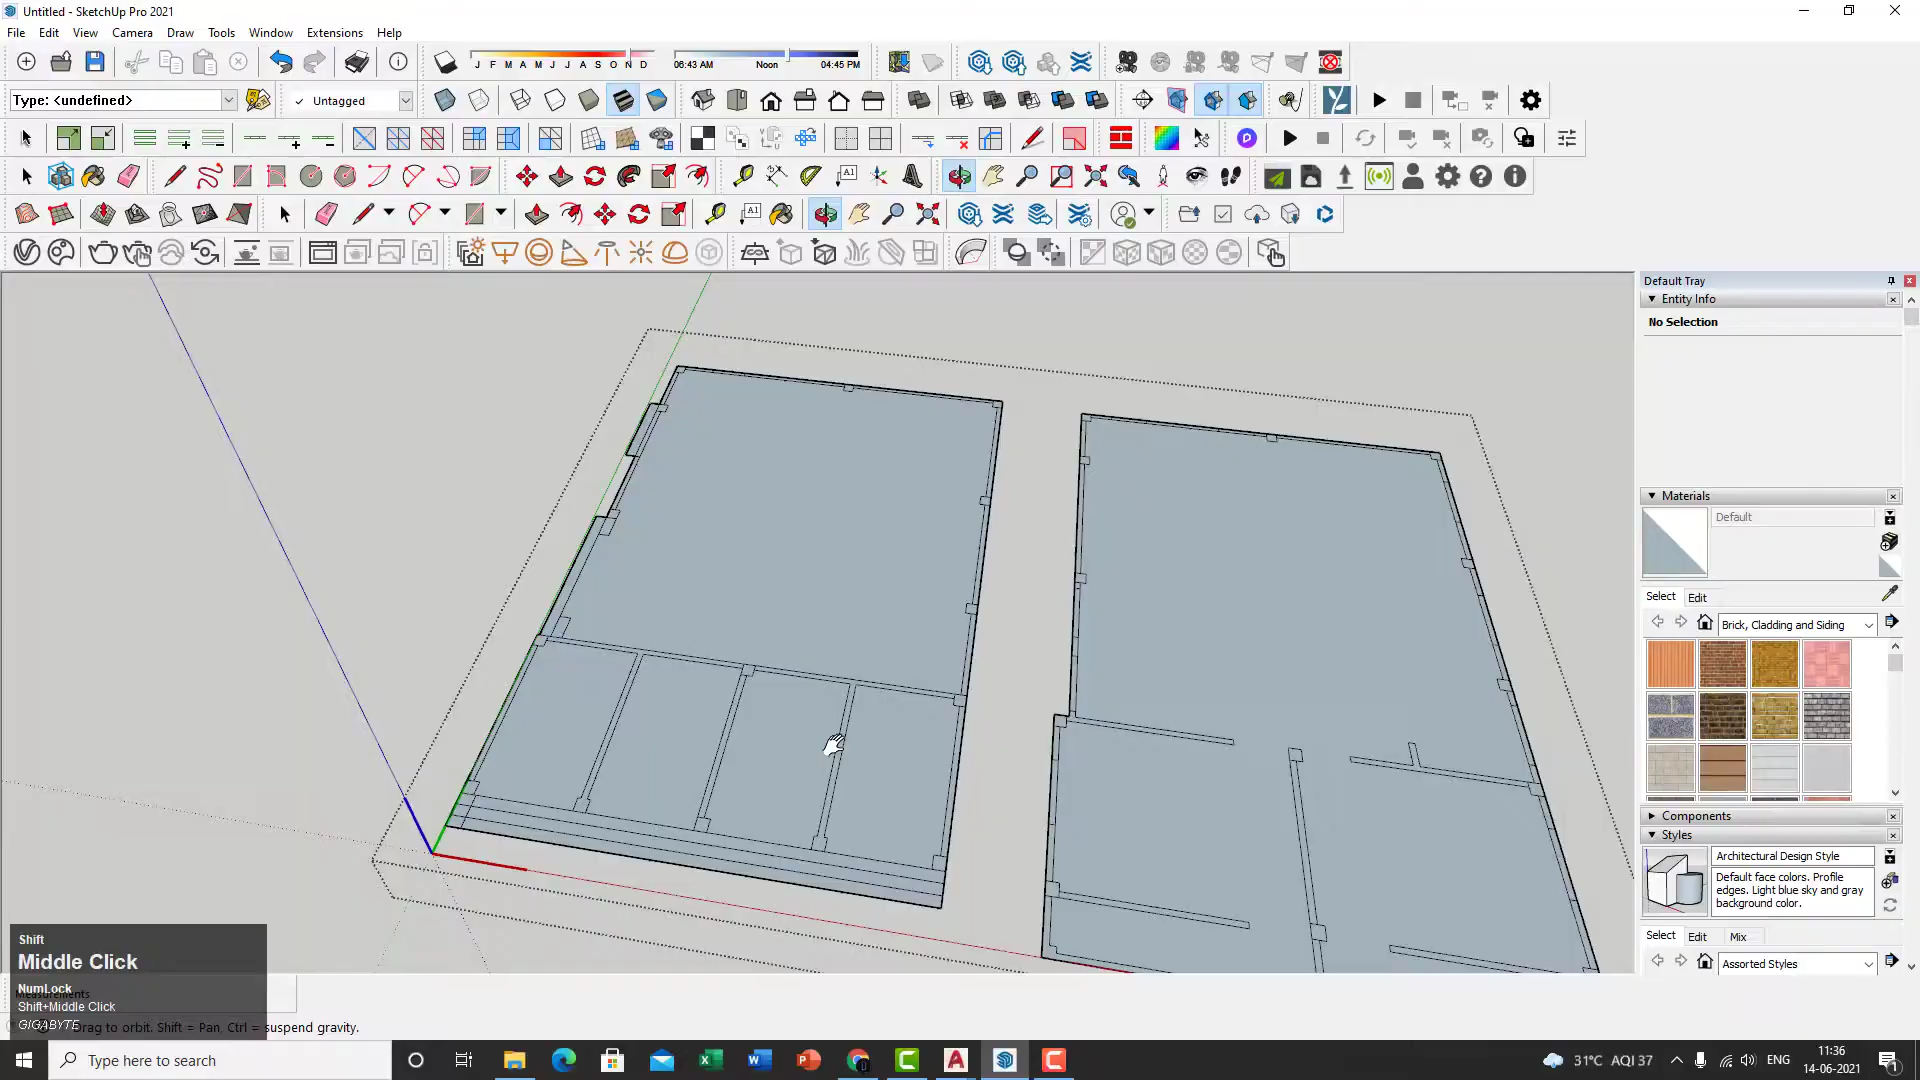 Untitled - SketchUp Pro 2021
File Edit View Camera Draw Tools Window Extensions Help
J F M A M J J A S O N D 06:43 AM Noon 04:45 PM
Type: <undefined> Untagged
Default Tray
Entity Info
No Selection
Materials
Default
Select Edit
Brick, Cladding and Siding
Components
Styles
Architectural Design Style
Default face colors. Profile
edges. Light blue sky and gray
background color.
Select Edit Mix
Assorted Styles
Shift
Middle Click
NumLock
Measurements
Shift+Middle Click
GIGABYTE
Drag to orbit. Shift = Pan, Ctrl = suspend gravity.
Type here to search
31°C AQI 37
ENG
11:36
14-06-2021